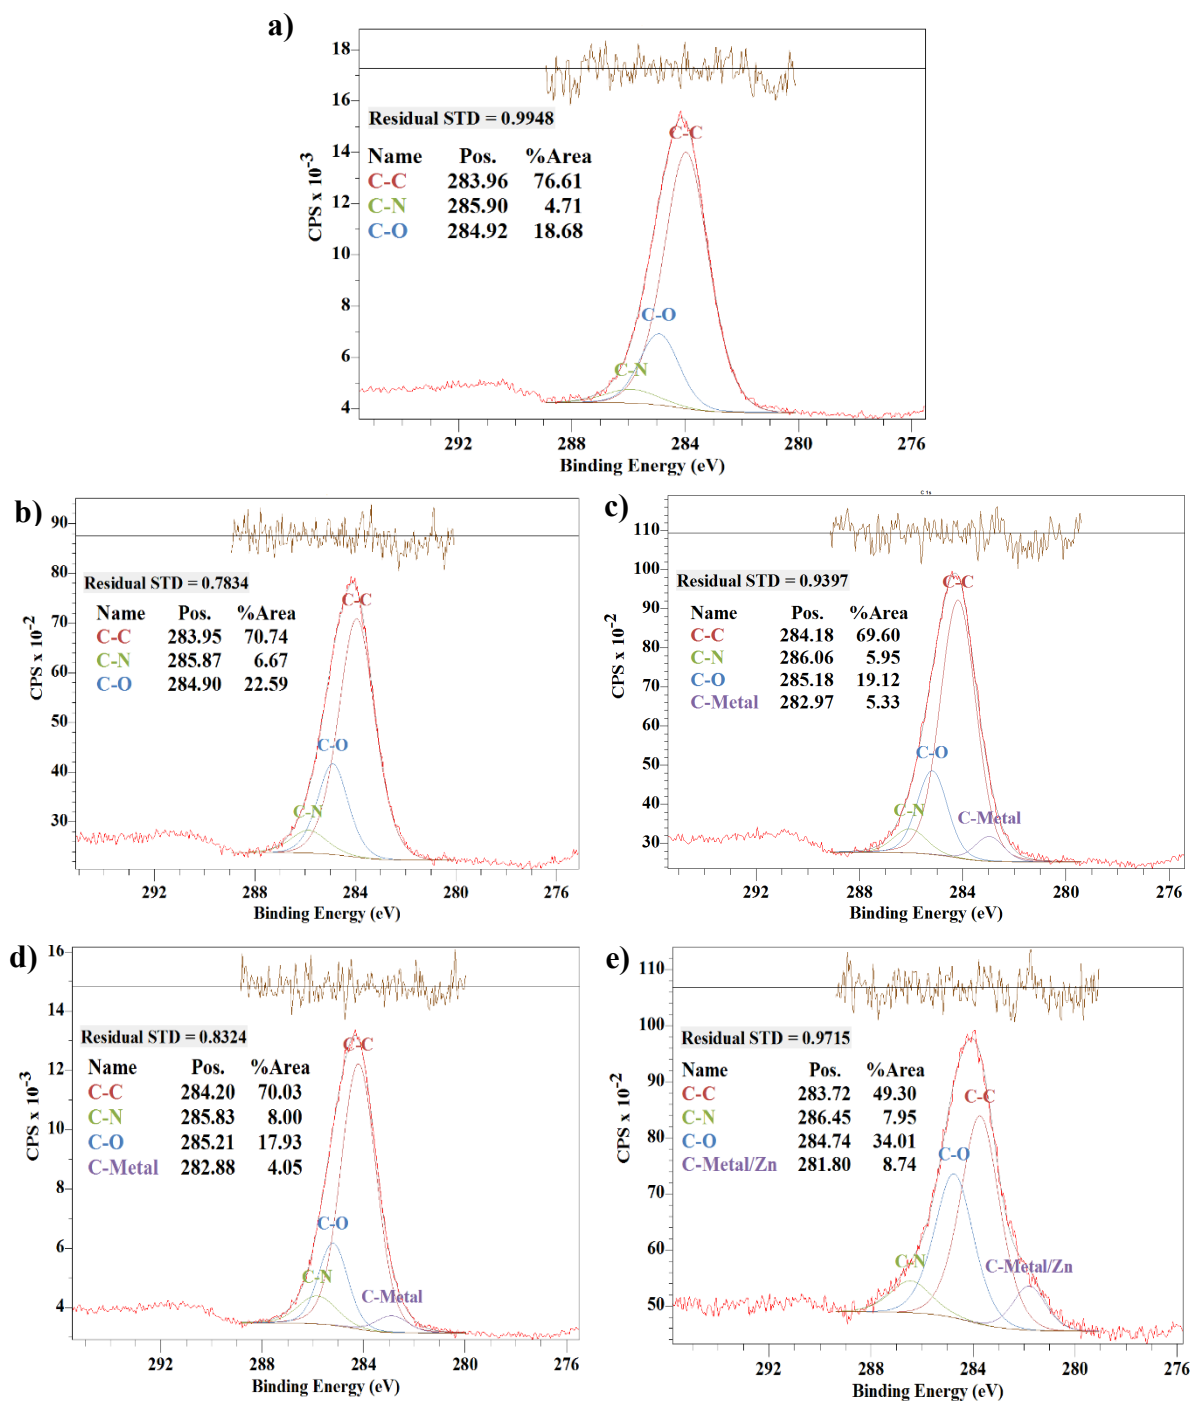 a)
18
16
14
12
10
8
6
4
CPS x 10⁻³
Residual STD = 0.9948
Name Pos. %Area
C-C 283.96 76.61
C-N 285.90 4.71
C-O 284.92 18.68
C-C
C-O
C-N
292 288 284 280 276
Binding Energy (eV)
b)
90
80
70
60
50
40
30
CPS x 10⁻²
Residual STD = 0.7834
Name Pos. %Area
C-C 283.95 70.74
C-N 285.87 6.67
C-O 284.90 22.59
C-C
C-O
C-N
292 288 284 280 276
Binding Energy (eV)
c)
C 1s
110
100
90
80
70
60
50
40
30
CPS x 10⁻²
Residual STD = 0.9397
Name Pos. %Area
C-C 284.18 69.60
C-N 286.06 5.95
C-O 285.18 19.12
C-Metal 282.97 5.33
C-C
C-O
C-N
C-Metal
292 288 284 280 276
Binding Energy (eV)
d)
16
14
12
10
8
6
4
CPS x 10⁻³
Residual STD = 0.8324
Name Pos. %Area
C-C 284.20 70.03
C-N 285.83 8.00
C-O 285.21 17.93
C-Metal 282.88 4.05
C-C
C-O
C-N
C-Metal
292 288 284 280 276
Binding Energy (eV)
e)
110
100
90
80
70
60
50
CPS x 10⁻²
Residual STD = 0.9715
Name Pos. %Area
C-C 283.72 49.30
C-N 286.45 7.95
C-O 284.74 34.01
C-Metal/Zn 281.80 8.74
C-C
C-O
C-N
C-Metal/Zn
292 288 284 280 276
Binding Energy (eV)